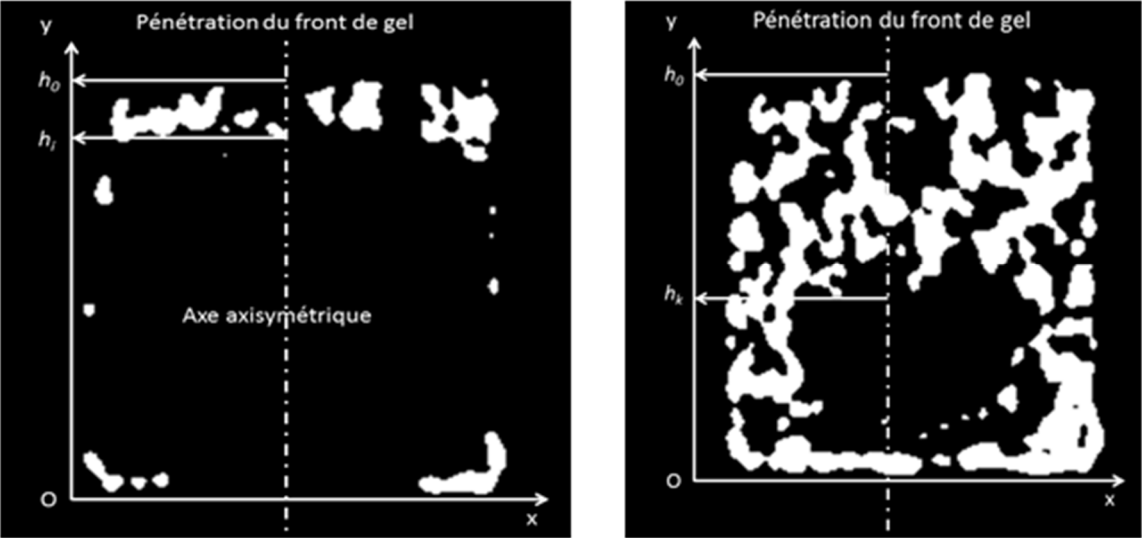 Pénétration du front de gel
y
h0
hi
Axe axisymétrique
O
x
Pénétration du front de gel
y
h0
hk
O
x